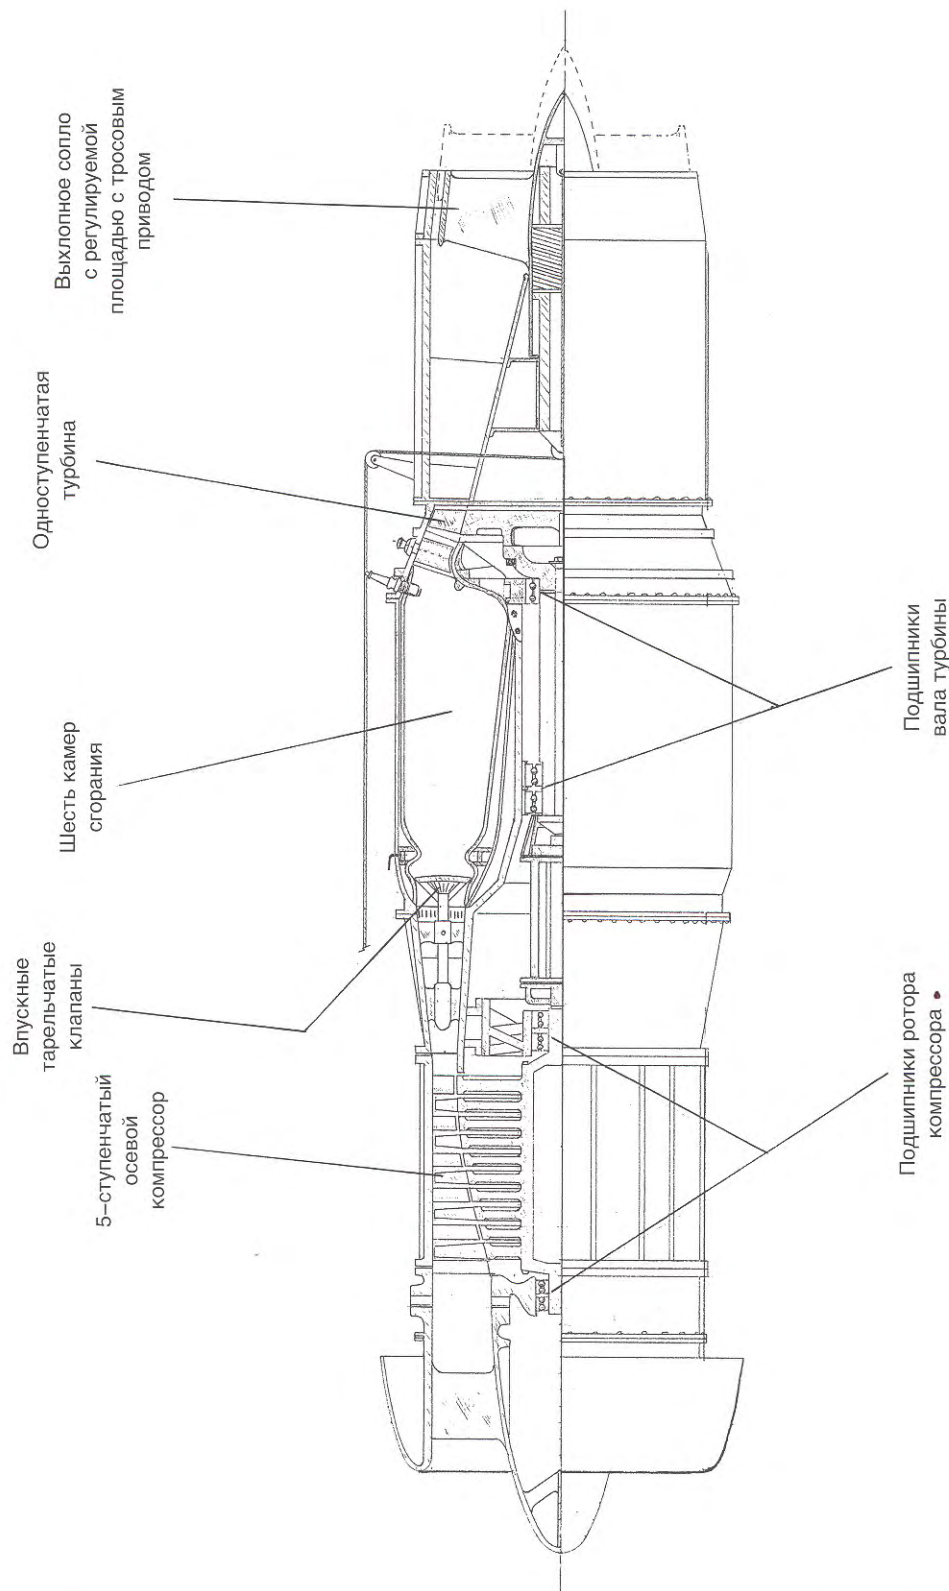 5-ступенчатый
осевой
компрессор
Впускные
тарельчатые
клапаны
Шесть камер
сгорания
Одноступенчатая
турбина
Выхлопное сопло
с регулируемой
площадью с тросовым
приводом
Подшипники ротора
компрессора
Подшипники
вала турбины